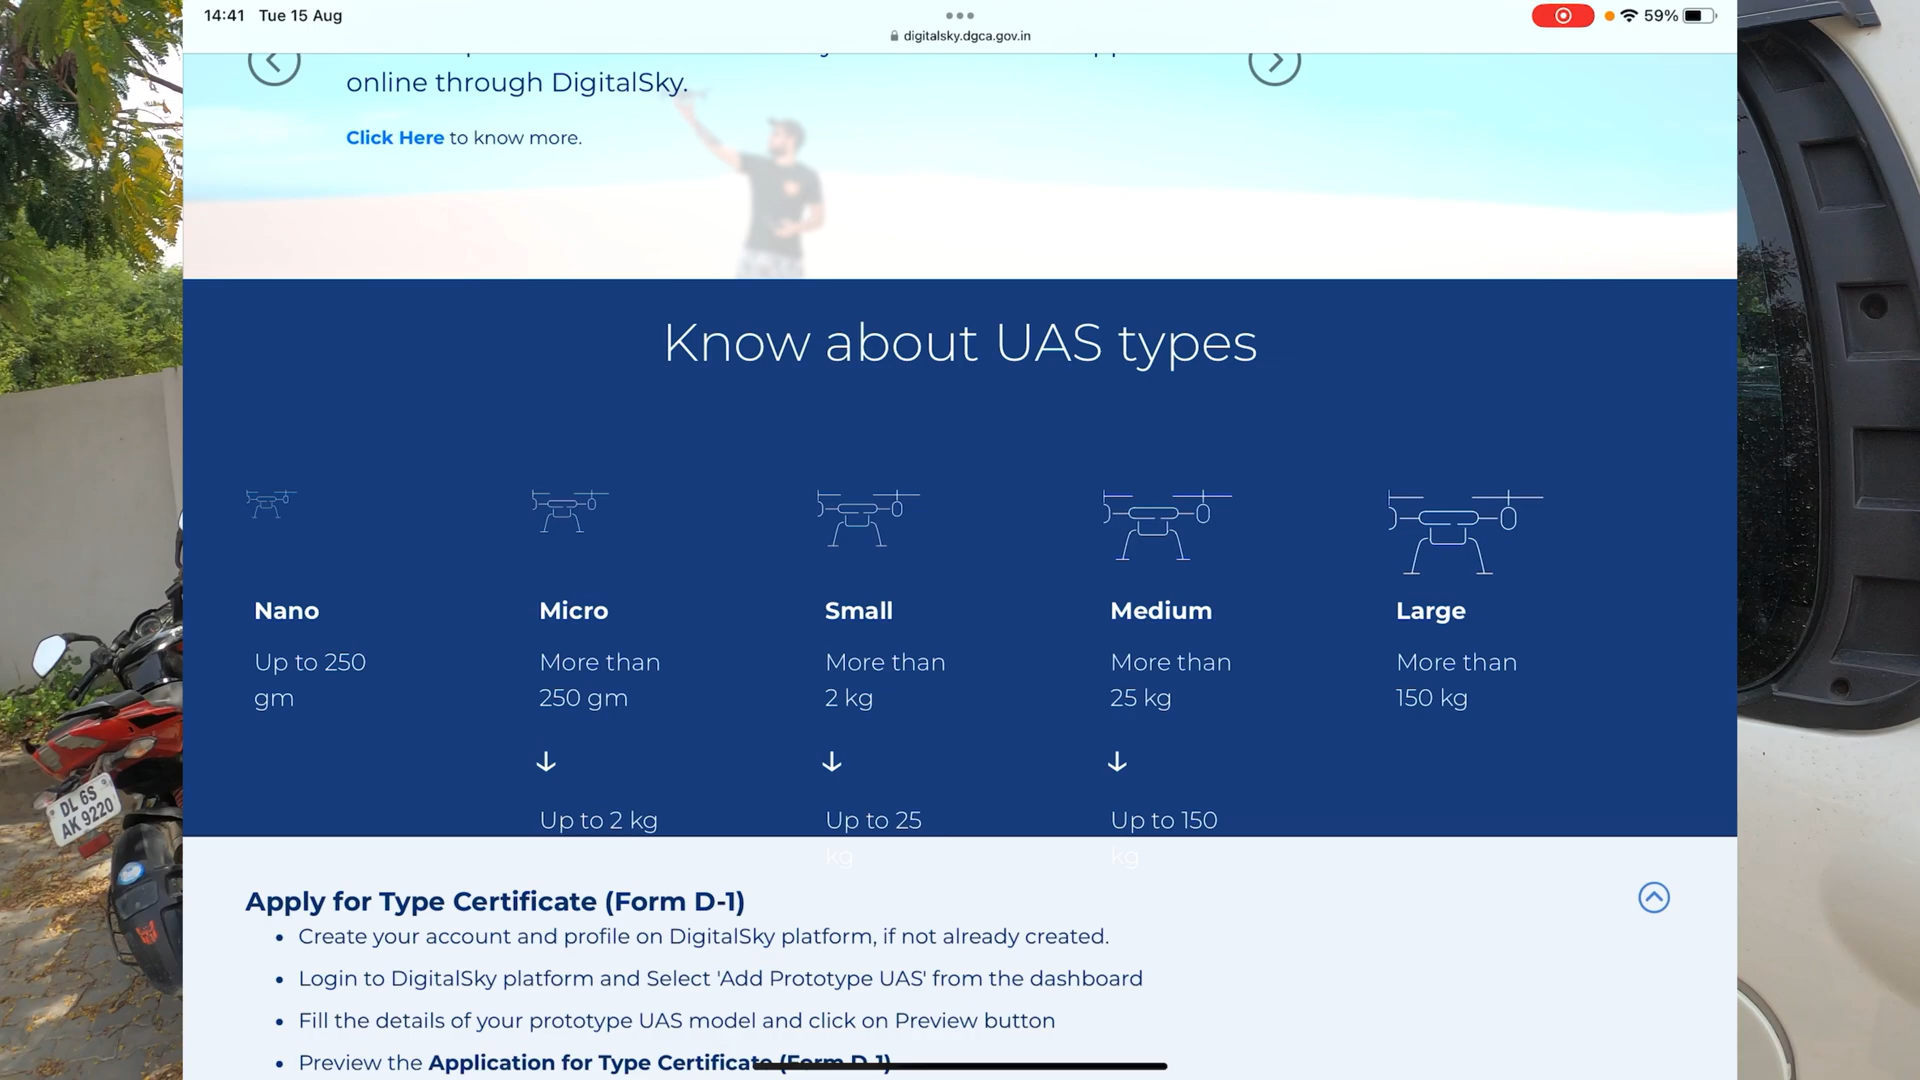 14:41 Tue 15 Aug
59%
digitalsky.dgca.gov.in
online through DigitalSky.
Click Here to know more.
Know about UAS types
Nano
Up to 250
gm
Micro
More than
250 gm
↓
Up to 2 kg
Small
More than
2 kg
↓
Up to 25
kg
Medium
More than
25 kg
↓
Up to 150
kg
Large
More than
150 kg
Apply for Type Certificate (Form D-1)
• Create your account and profile on DigitalSky platform, if not already created.
• Login to DigitalSky platform and Select 'Add Prototype UAS' from the dashboard
• Fill the details of your prototype UAS model and click on Preview button
• Preview the Application for Type Certificate (Form D-1)
DL 6S
AK 9220